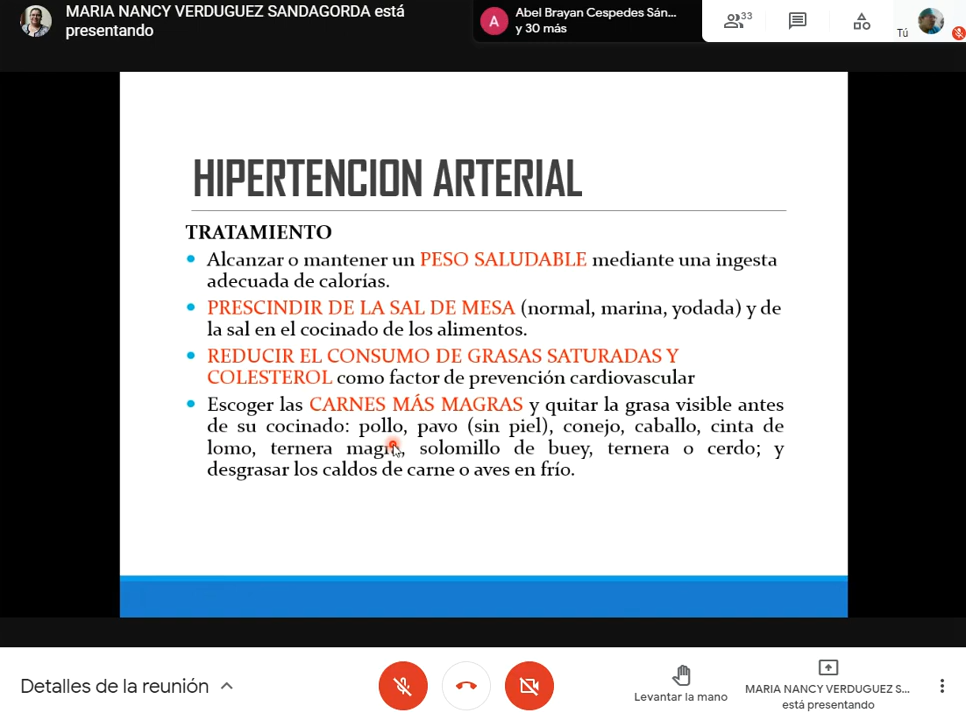 MARIA NANCY VERDUGUEZ SANDAGORDA está
presentando
A
Abel Brayan Cespedes Sán...
y 30 más
33
Tú
HIPERTENCION ARTERIAL
TRATAMIENTO
• Alcanzar o mantener un PESO SALUDABLE mediante una ingesta
adecuada de calorías.
• PRESCINDIR DE LA SAL DE MESA (normal, marina, yodada) y de
la sal en el cocinado de los alimentos.
• REDUCIR EL CONSUMO DE GRASAS SATURADAS Y
COLESTEROL como factor de prevención cardiovascular
• Escoger las CARNES MÁS MAGRAS y quitar la grasa visible antes
de su cocinado: pollo, pavo (sin piel), conejo, caballo, cinta de
lomo, ternera magra, solomillo de buey, ternera o cerdo; y
desgrasar los caldos de carne o aves en frío.
Detalles de la reunión
Levantar la mano
MARIA NANCY VERDUGUEZ S...
está presentando